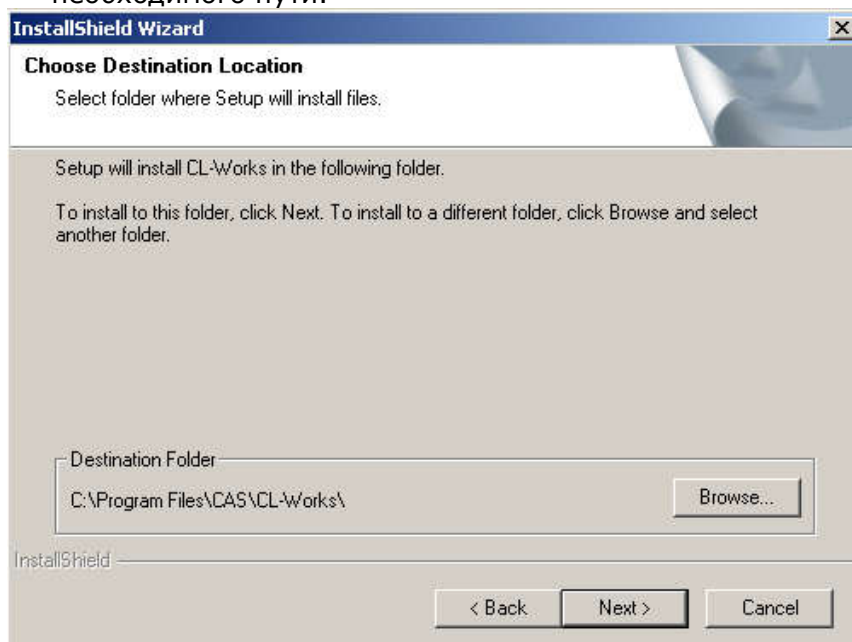 необходимого пути.
InstallShield Wizard
Choose Destination Location
Select folder where Setup will install files.
Setup will install CL-Works in the following folder.
To install to this folder, click Next. To install to a different folder, click Browse and select
another folder.
Destination Folder
C:\Program Files\CAS\CL-Works\
Browse...
InstallShield
< Back
Next >
Cancel